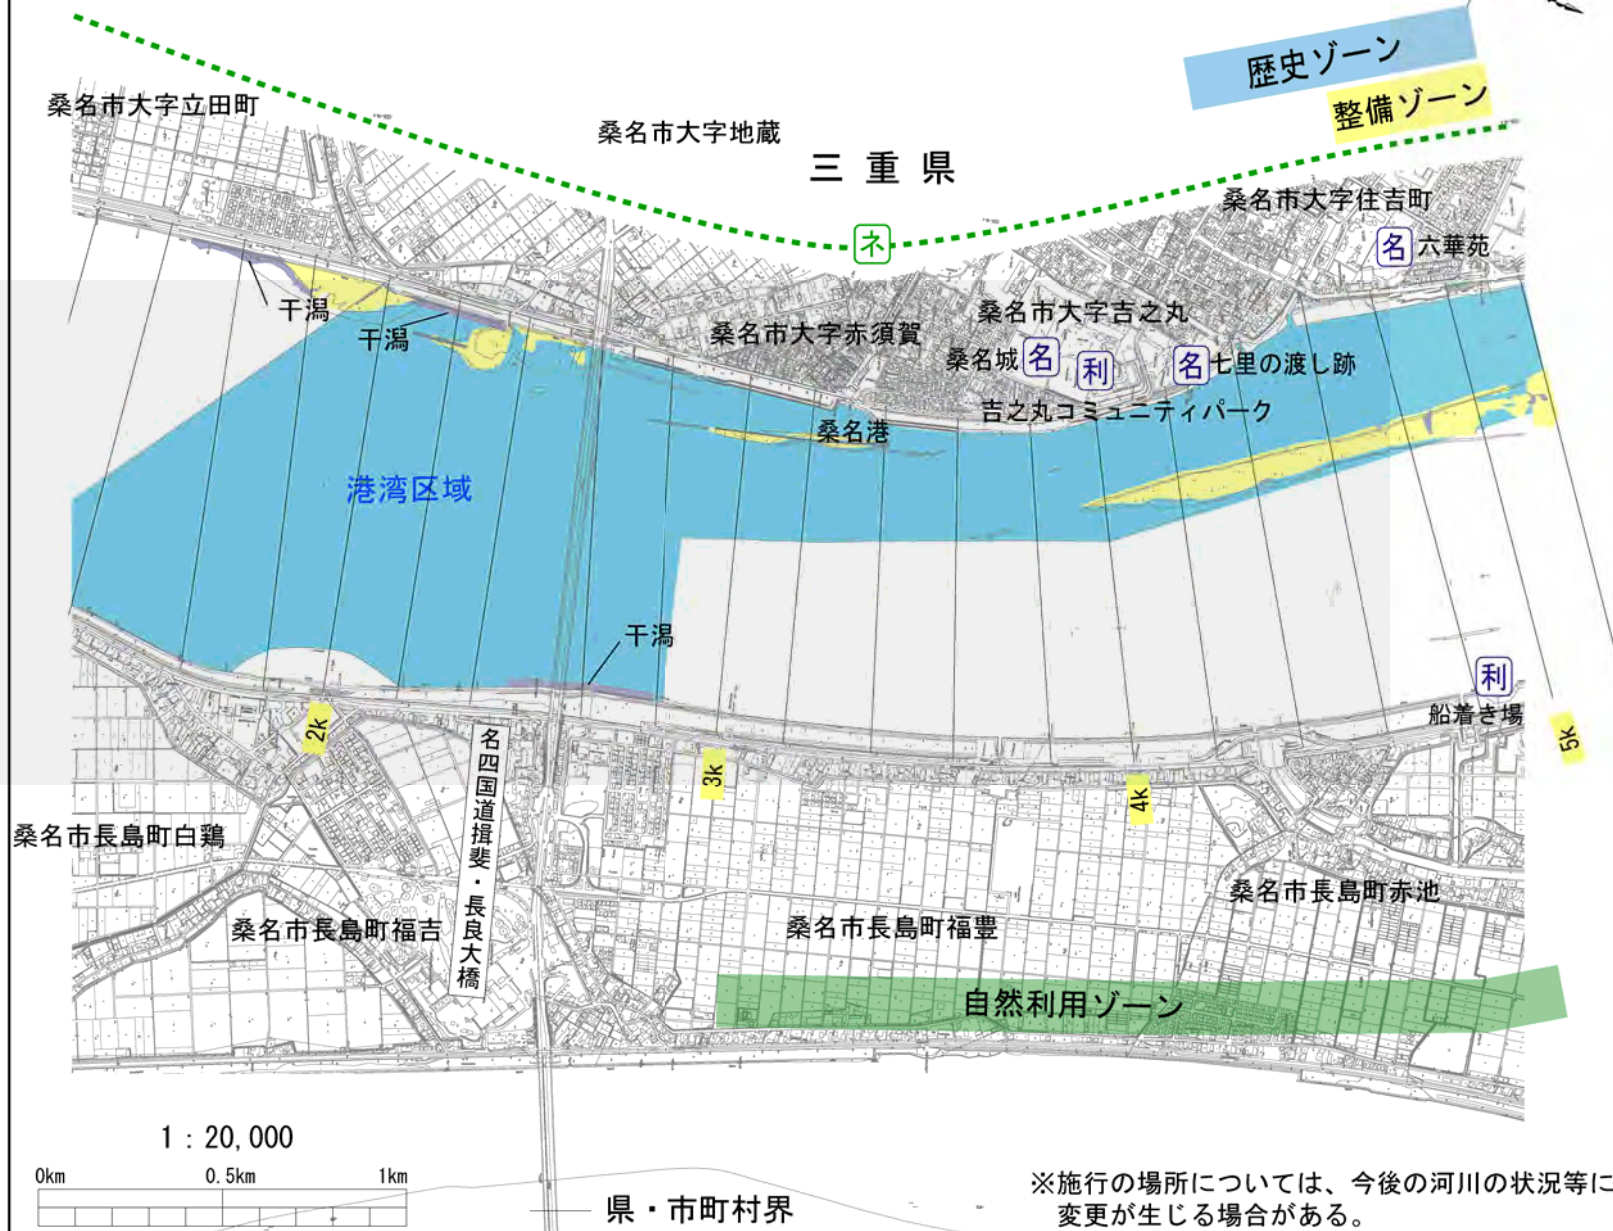 歴史ゾーン
整備ゾーン
桑名市大字立田町
桑名市大字地蔵
三重県
桑名市大字住吉町
ネ
名 六華苑
干潟
干潟
桑名市大字吉之丸
桑名市大字赤須賀
桑名城 名
利
名 七里の渡し跡
吉之丸コミュニティパーク
桑名港
港湾区域
干潟
利
船着き場
2k
3k
4k
5k
名四国道揖斐・長良大橋
桑名市長島町白鶏
桑名市長島町福吉
桑名市長島町福豊
桑名市長島町赤池
自然利用ゾーン
1：20,000
0km 0.5km 1km
県・市町村界
※施行の場所については、今後の河川の状況等に
変更が生じる場合がある。